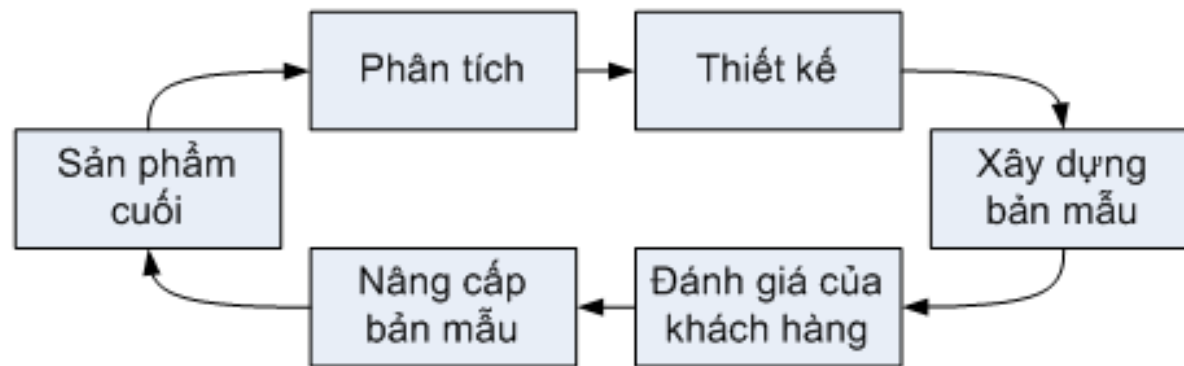 Phân tích
Thiết kế
Xây dựng
bản mẫu
Đánh giá của
khách hàng
Nâng cấp
bản mẫu
Sản phẩm
cuối